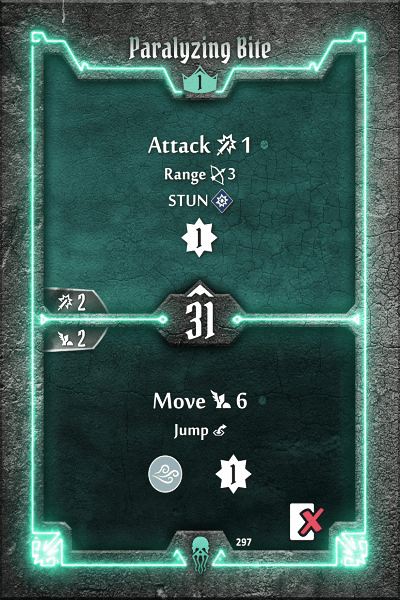 Paralyzing Bite
1
Attack 1
Range 3
STUN
1
2
31
2
Move 6
Jump
1
297